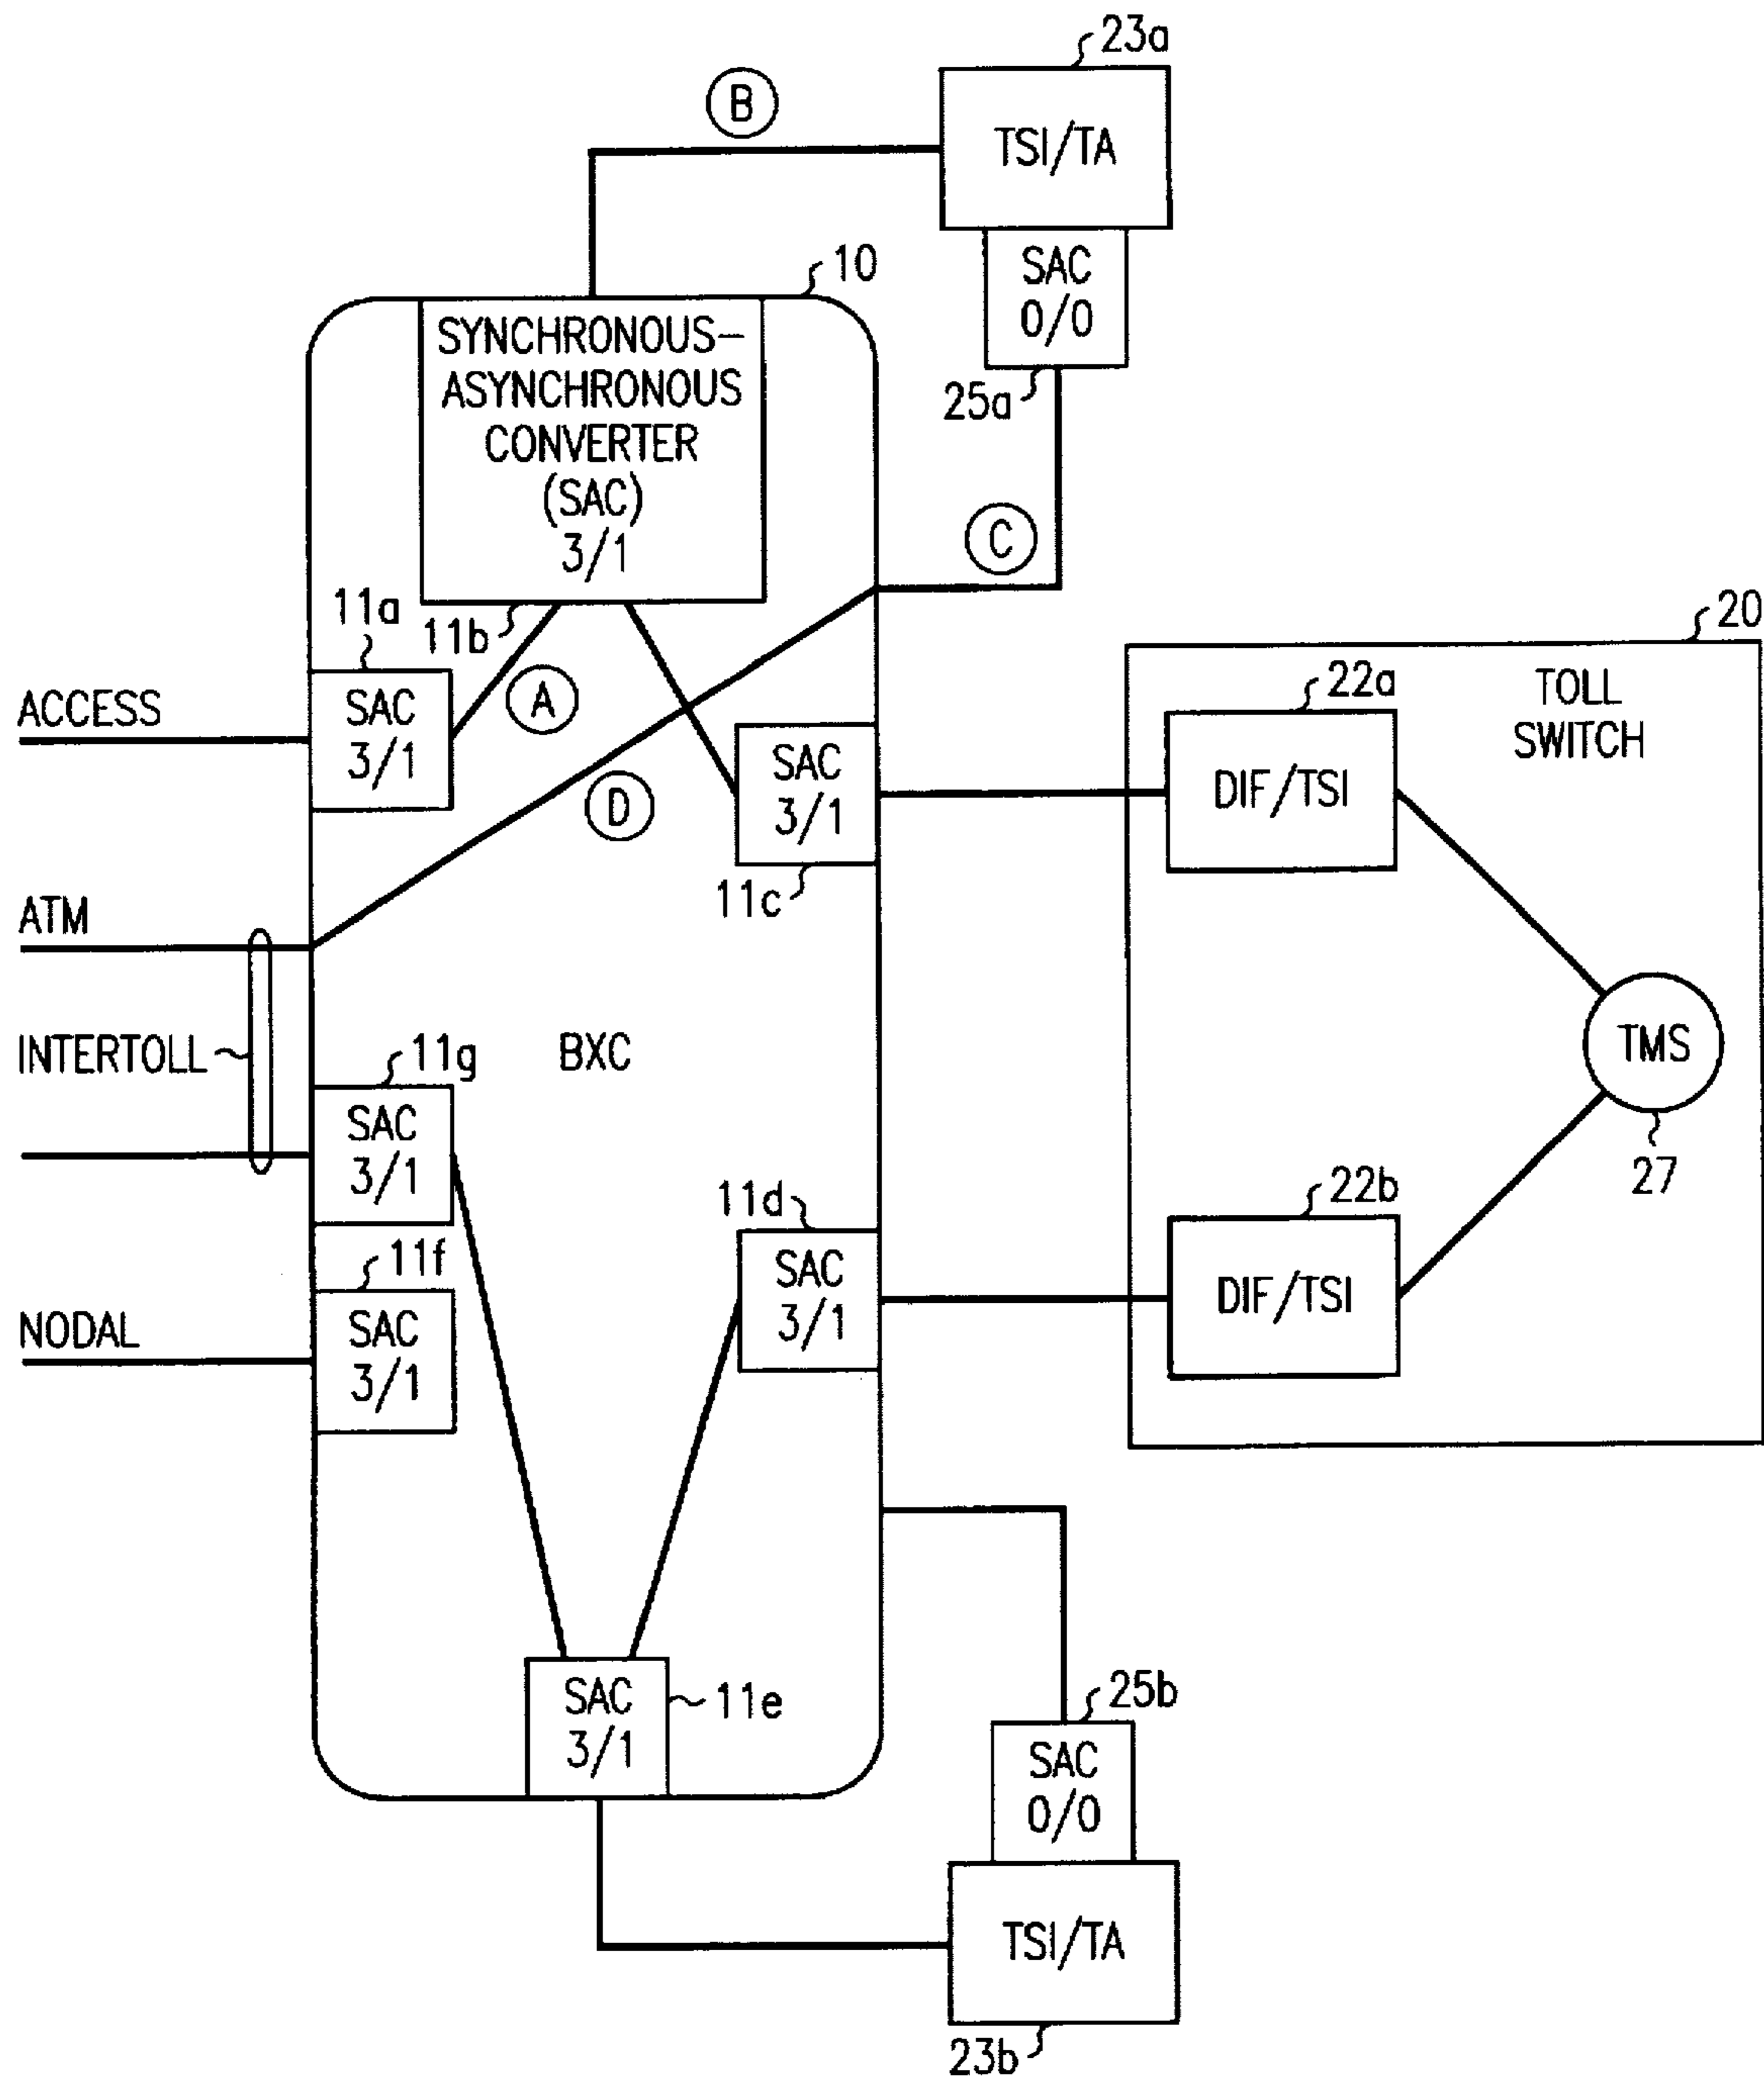 23a
B
TSI/TA
10
SAC
0/0
SYNCHRONOUS-
ASYNCHRONOUS
CONVERTER
(SAC)
3/1
25a
C
11a
11b
20
ACCESS
SAC
3/1
A
22a
TOLL
SWITCH
SAC
3/1
DIF/TSI
D
11c
ATM
INTERTOLL
11g
BXC
TMS
SAC
3/1
27
11d
22b
11f
SAC
3/1
DIF/TSI
NODAL
SAC
3/1
SAC
3/1
11e
25b
SAC
0/0
TSI/TA
23b